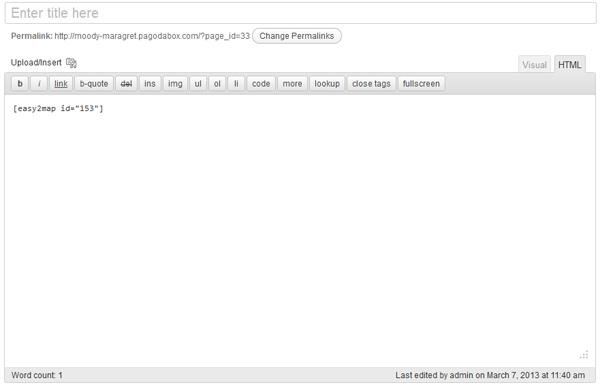 Enter title here
Permalink: http://moody-maragret.pagodabox.com/?page_id=33 Change Permalinks
Upload/Insert Visual HTML
b i link b-quote del ins img ul ol li code more lookup close tags fullscreen
[easy2map id="153"]
Word count: 1 Last edited by admin on March 7, 2013 at 11:40 am